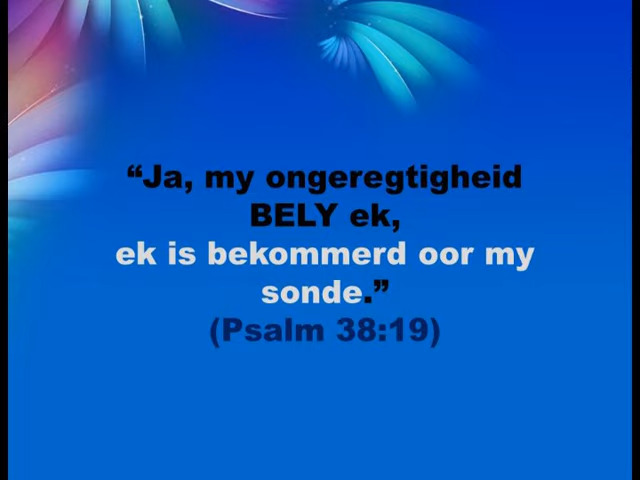 “Ja, my ongeregtigheid
BELY ek,
ek is bekommerd oor my
sonde.”
(Psalm 38:19)